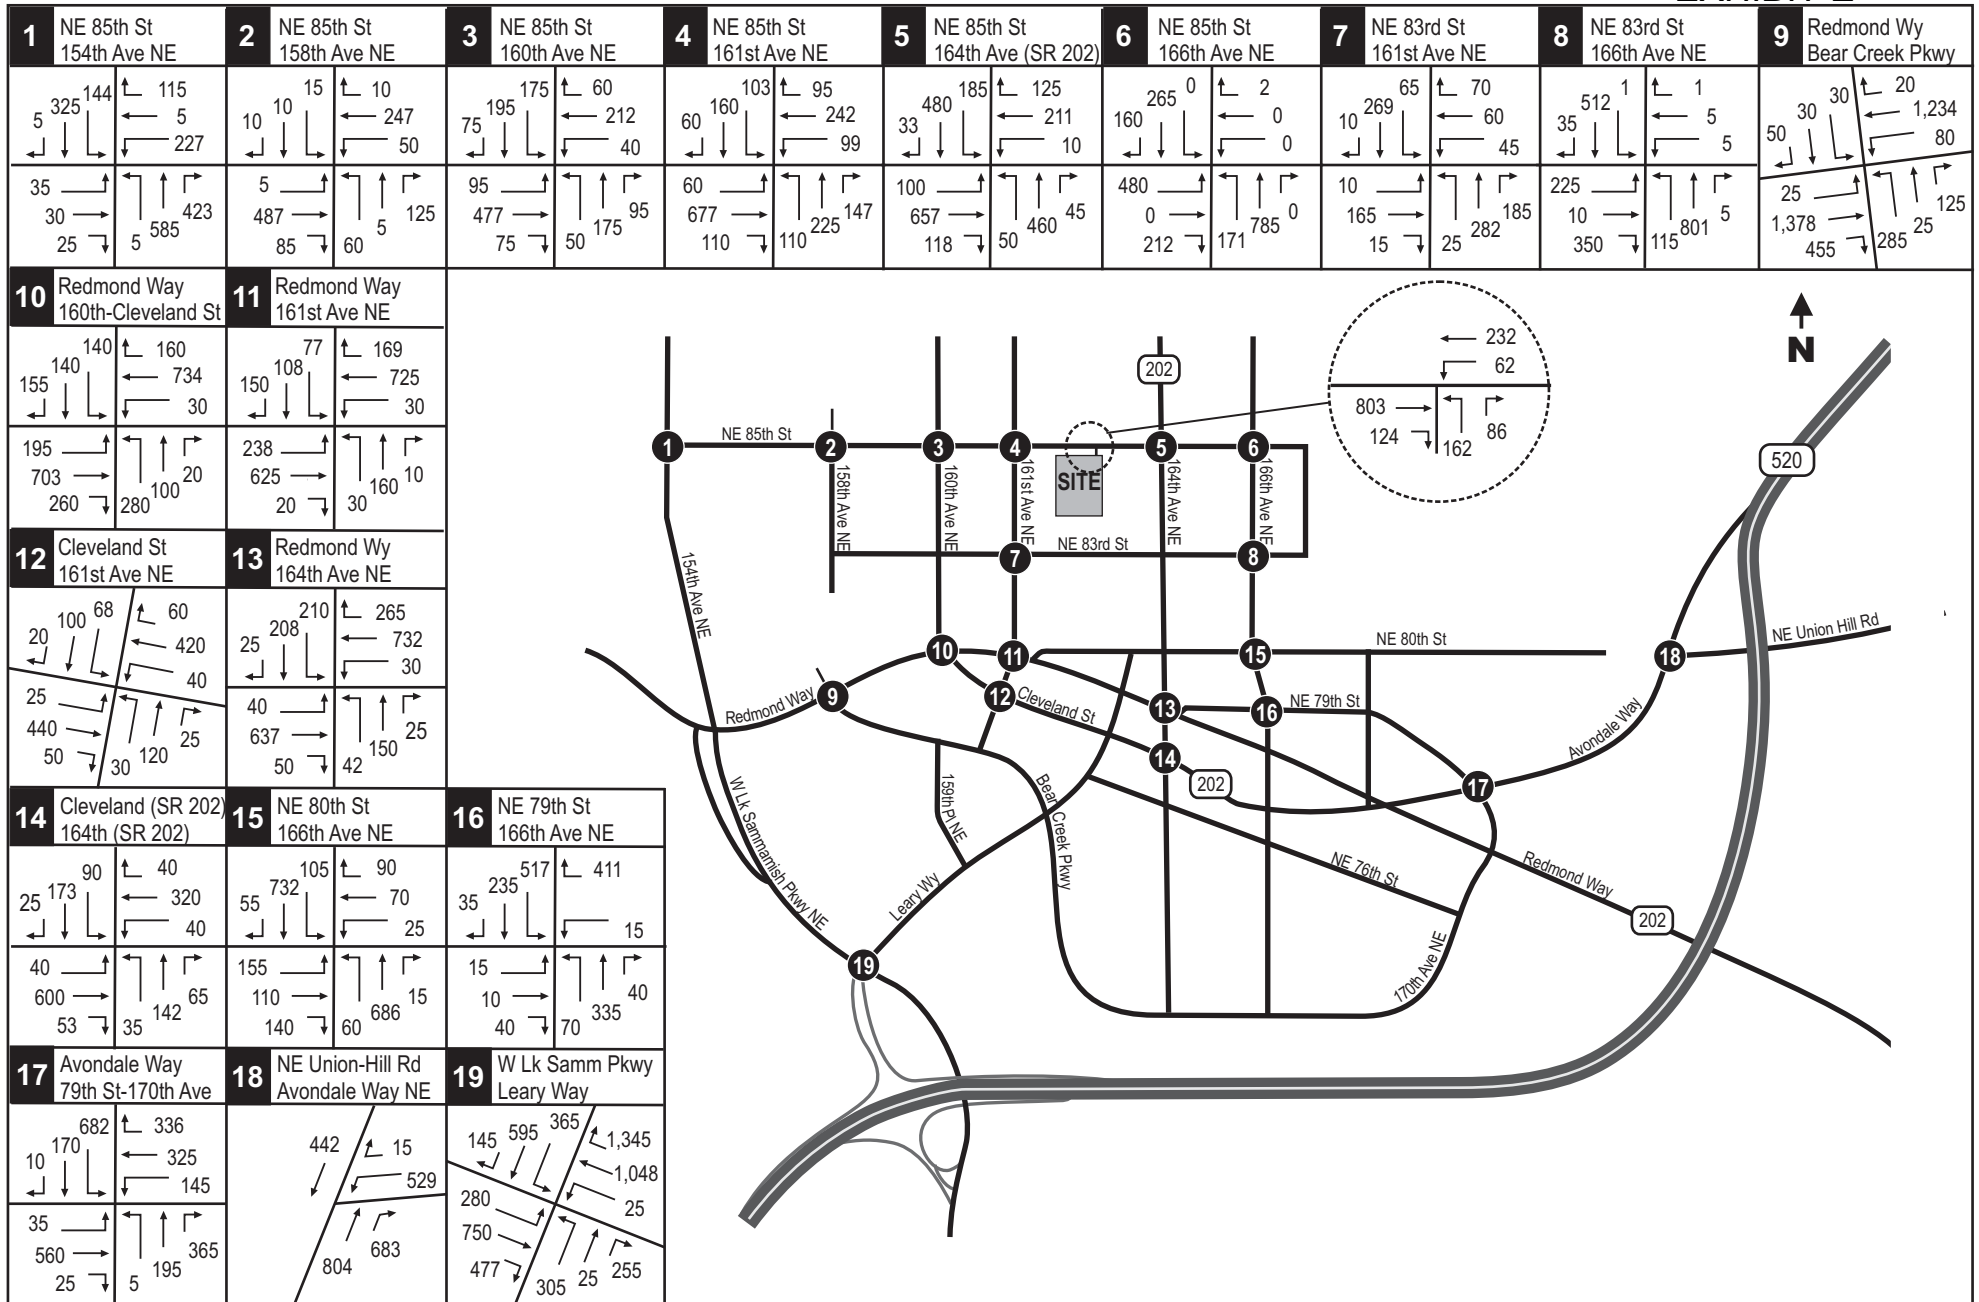 1
NE 85th St
154th Ave NE
5 325 144
115
5
227
35
30
25
5 585 423
2
NE 85th St
158th Ave NE
10 10 15
10
247
50
5
487
85
60 5 125
3
NE 85th St
160th Ave NE
75 195 175
60
212
40
95
477
75
50 175 95
4
NE 85th St
161st Ave NE
60 160 103
95
242
99
60
677
110
110 225 147
5
NE 85th St
164th Ave (SR 202)
33 480 185
125
211
10
100
657
118
50 460 45
6
NE 85th St
166th Ave NE
160 265 0
2
0
0
480
0
212
171 785 0
7
NE 83rd St
161st Ave NE
10 269 65
70
60
45
10
165
15
25 282 185
8
NE 83rd St
166th Ave NE
35 512 1
1
5
5
225
10
350
115 801 5
9
Redmond Wy
Bear Creek Pkwy
50 30 30
20
1,234
80
25
1,378
455
285 25 125
10
Redmond Way
160th-Cleveland St
155 140 140
160
734
30
195
703
260
280 100 20
11
Redmond Way
161st Ave NE
150 108 77
169
725
30
238
625
20
30 160 10
12
Cleveland St
161st Ave NE
20 100 68
60
420
40
25
440
50
30 120 25
13
Redmond Wy
164th Ave NE
25 208 210
265
732
30
40
637
50
42 150 25
14
Cleveland (SR 202)
164th (SR 202)
25 173 90
40
320
40
40
600
53
35 142 65
15
NE 80th St
166th Ave NE
55 732 105
90
70
25
155
110
140
60 686 15
16
NE 79th St
166th Ave NE
35 235 517
411
15
15
10
40
70 335 40
17
Avondale Way
79th St-170th Ave
10 170 682
336
325
145
35
560
25
5 195 365
18
NE Union-Hill Rd
Avondale Way NE
442
15
529
804 683
19
W Lk Samm Pkwy
Leary Way
145 595 365
1,345
1,048
25
280
750
477
305 25 255
232
62
803
124
162 86
N
202
520
NE 85th St
1
2
3
4
5
6
SITE
158th Ave NE
160th Ave NE
161st Ave NE
164th Ave NE
166th Ave NE
NE 83rd St
7
8
154th Ave NE
NE 80th St
NE Union Hill Rd
10
11
15
18
9
12
13
16
Redmond Way
Cleveland St
NE 79th St
Avondale Way
14
202
17
W Lk Sammamish Pkwy NE
159th Pl NE
Bear Creek Pkwy
Leary Wy
NE 76th St
Redmond Way
202
170th Ave NE
19